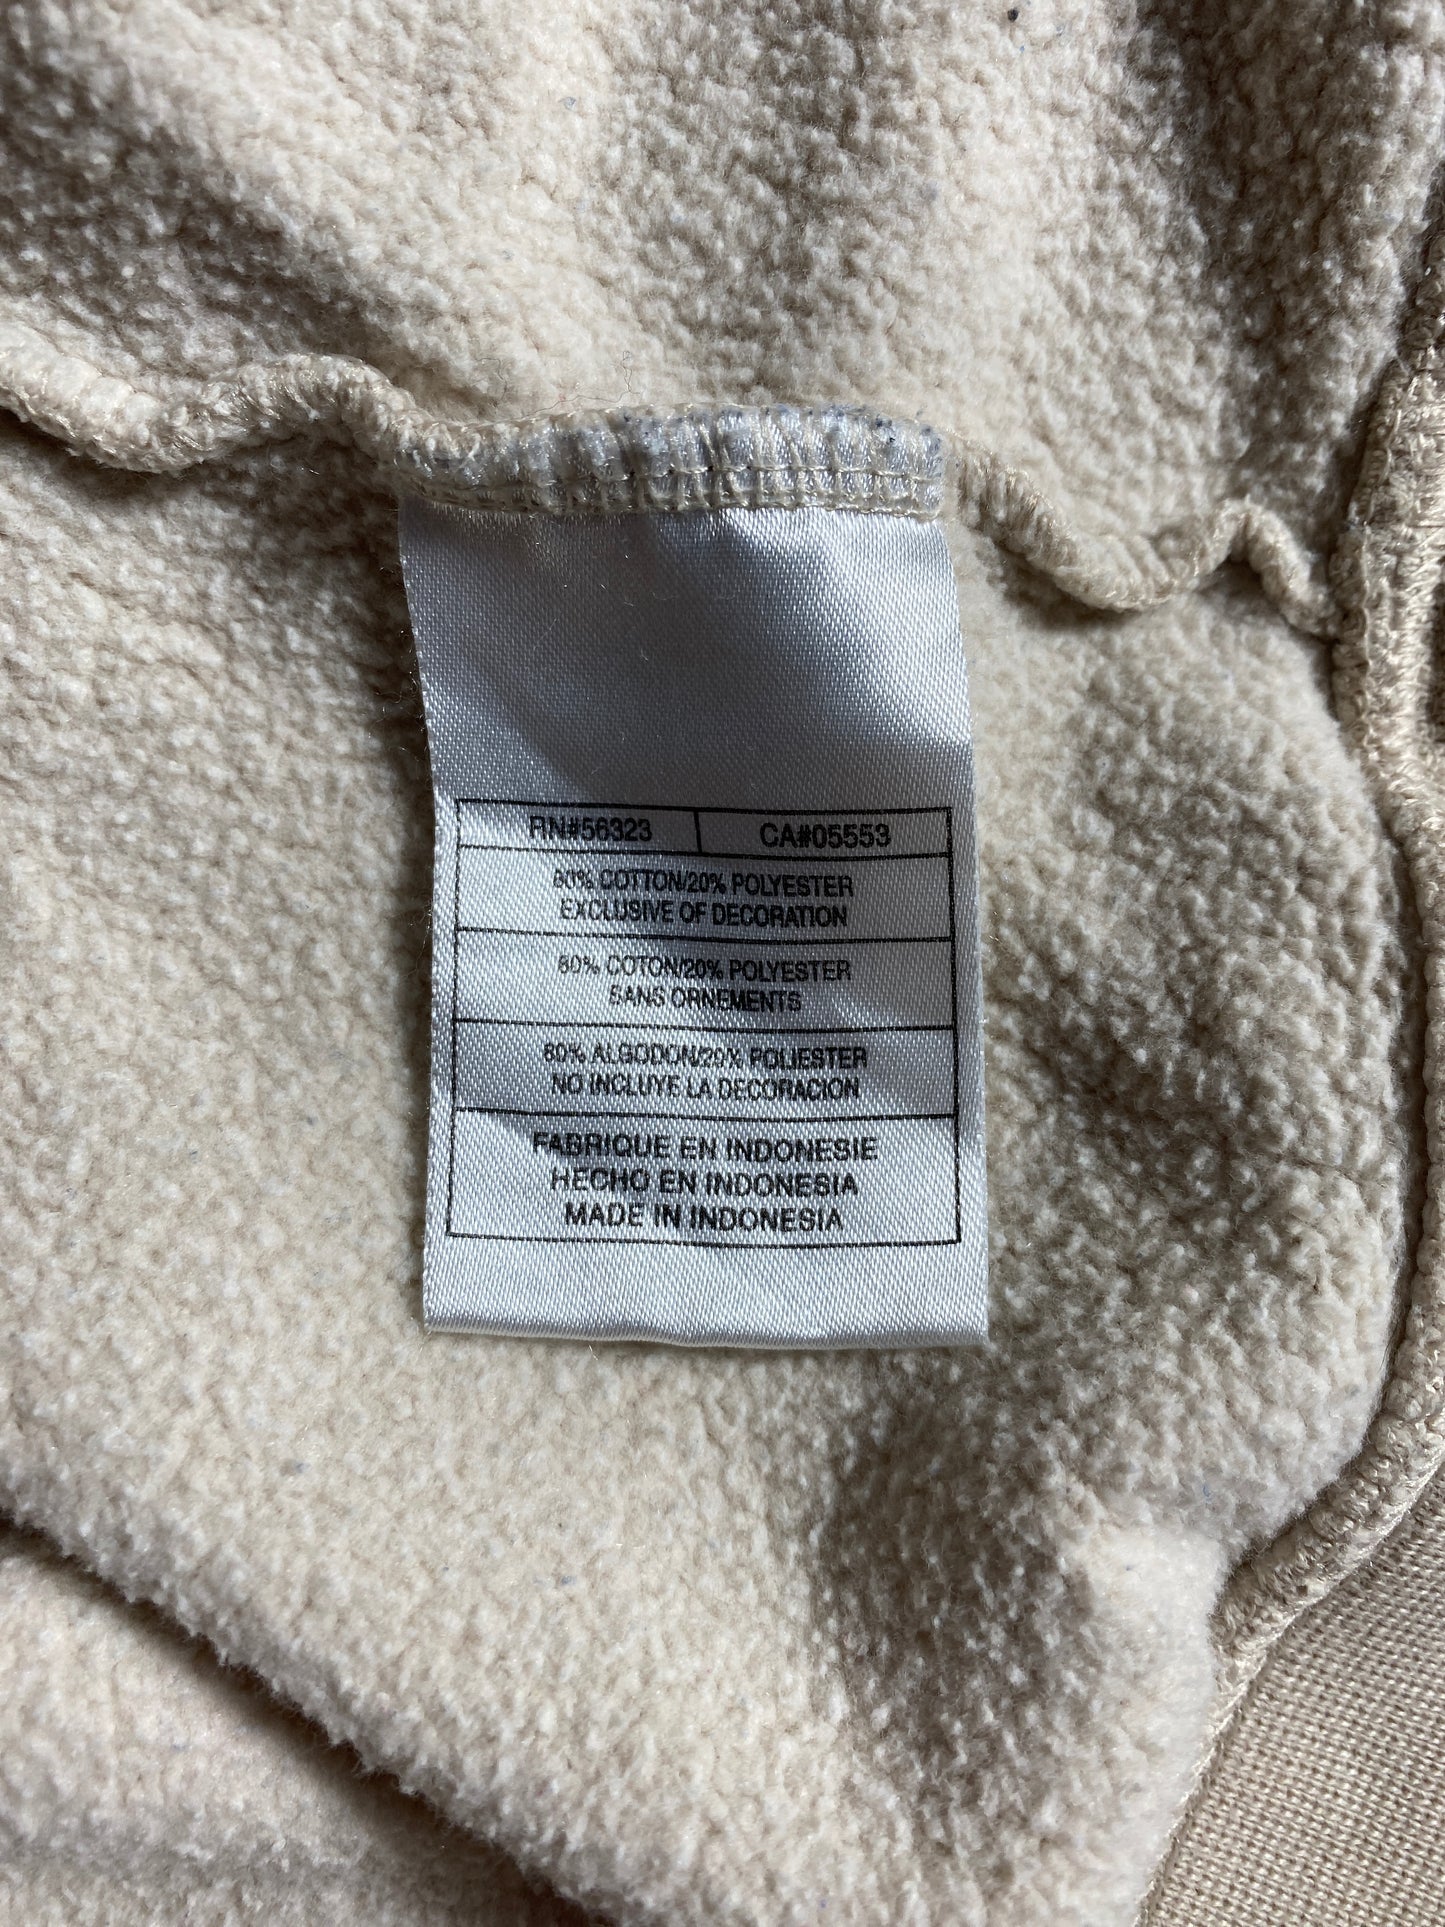 RN#56323 CA#05553
80% COTTON/20% POLYESTER
EXCLUSIVE OF DECORATION
80% COTON/20% POLYESTER
SANS ORNEMENTS
80% ALGODON/20% POLIESTER
NO INCLUYE LA DECORACION
FABRIQUE EN INDONESIE
HECHO EN INDONESIA
MADE IN INDONESIA